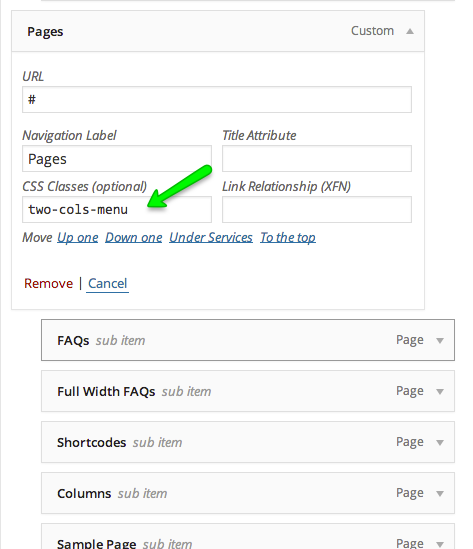 Pages Custom
URL
#
Navigation Label Title Attribute
Pages
CSS Classes (optional) Link Relationship (XFN)
two-cols-menu
Move Up one Down one Under Services To the top
Remove | Cancel
FAQs sub item Page
Full Width FAQs sub item Page
Shortcodes sub item Page
Columns sub item Page
Sample Page sub item Page